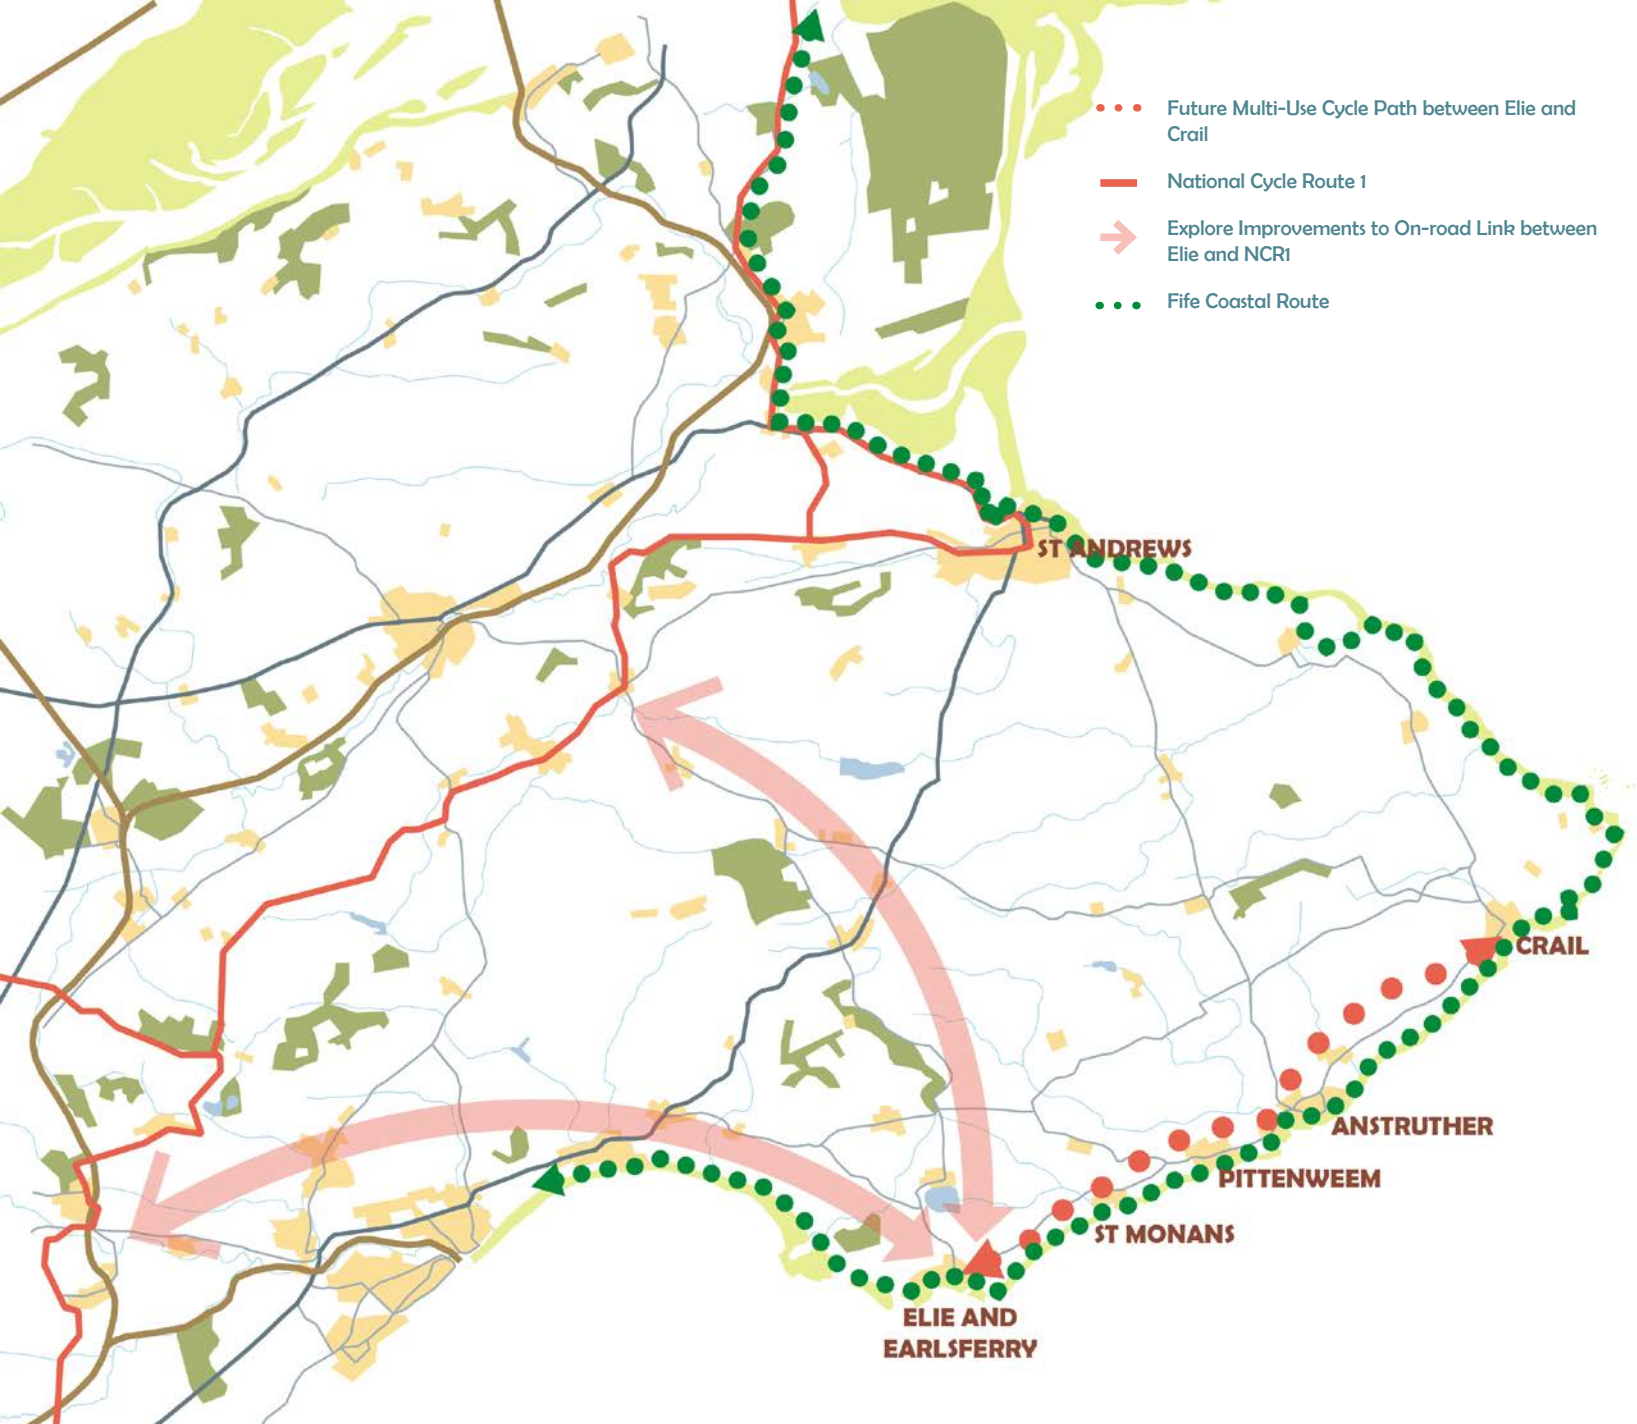 Future Multi-Use Cycle Path between Elie and
Crail
National Cycle Route 1
Explore Improvements to On-road Link between
Elie and NCR1
Fife Coastal Route
ST ANDREWS
CRAIL
ANSTRUTHER
PITTENWEEM
ST MONANS
ELIE AND
EARLSFERRY